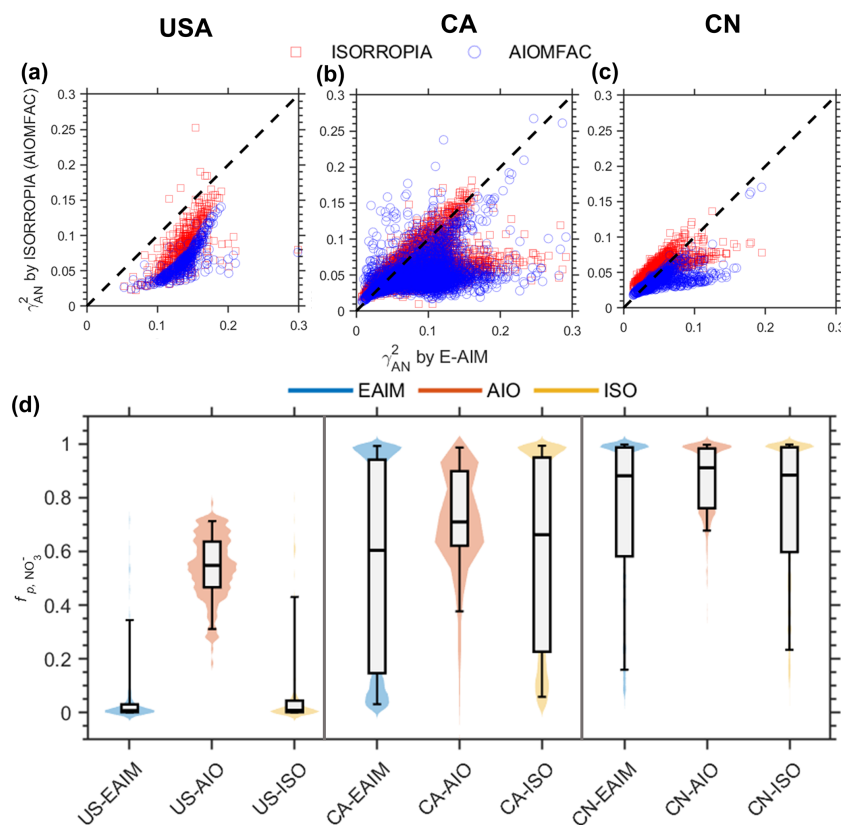 USA CA CN
ISORROPIA AIOMFAC
(a) (b) (c)
γ²AN by ISORROPIA (AIOMFAC)
0.3 0.3 0.3
0.25 0.25 0.25
0.2 0.2 0.2
0.15 0.15 0.15
0.1 0.1 0.1
0.05 0.05 0.05
0 0 0
0 0.1 0.2 0.3 0 0.1 0.2 0.3 0 0.1 0.2 0.3
γ²AN by E-AIM
EAIM AIO ISO
(d)
1
0.8
0.6
0.4
0.2
0
f p, NO₃⁻
US-EAIM US-AIO US-ISO CA-EAIM CA-AIO CA-ISO CN-EAIM CN-AIO CN-ISO